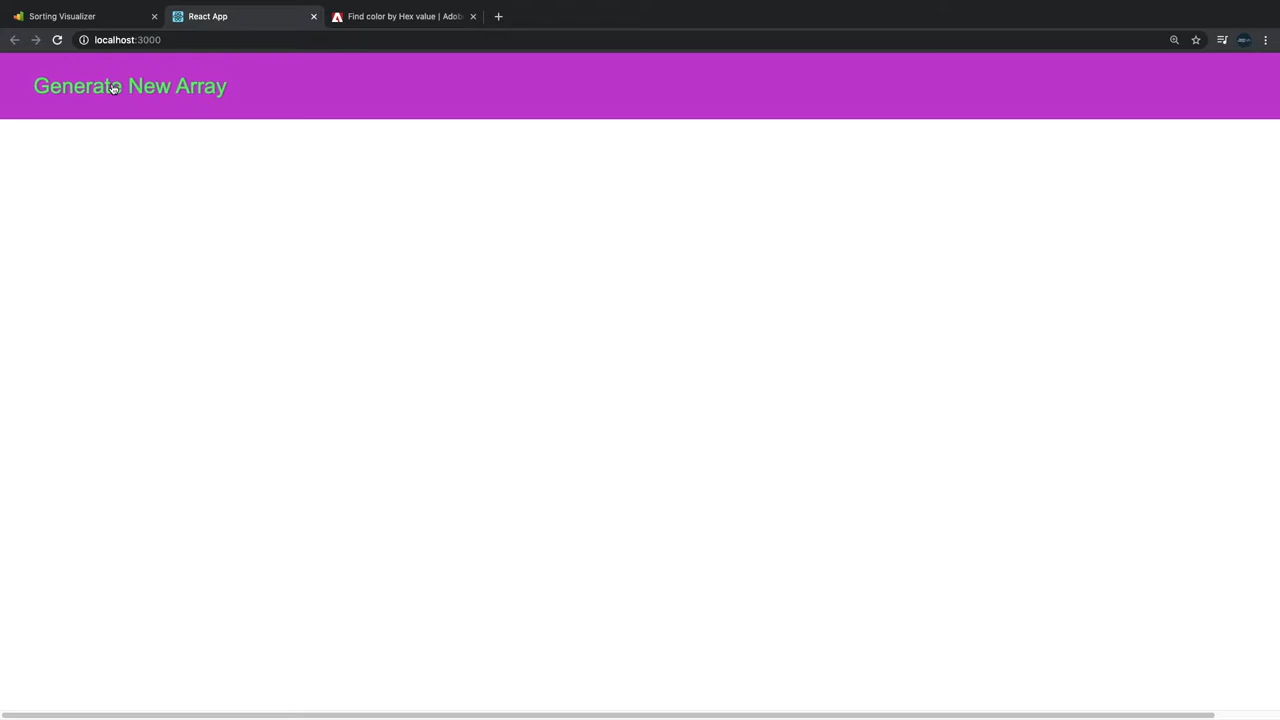 Sorting Visualizer
React App
Find color by Hex value | Adob
localhost:3000
Generate New Array